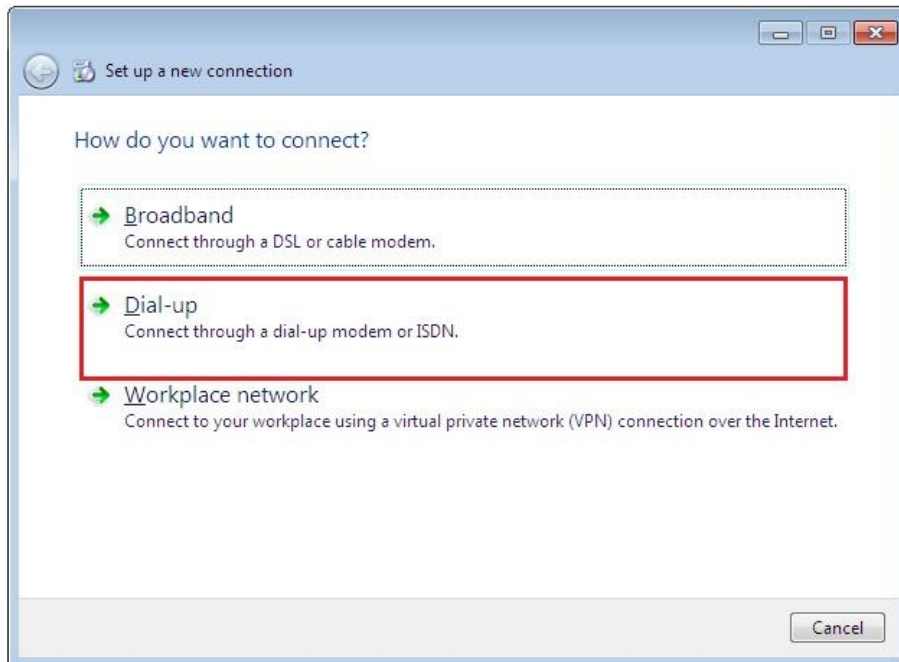 Set up a new connection
How do you want to connect?
Broadband
Connect through a DSL or cable modem.
Dial-up
Connect through a dial-up modem or ISDN.
Workplace network
Connect to your workplace using a virtual private network (VPN) connection over the Internet.
Cancel